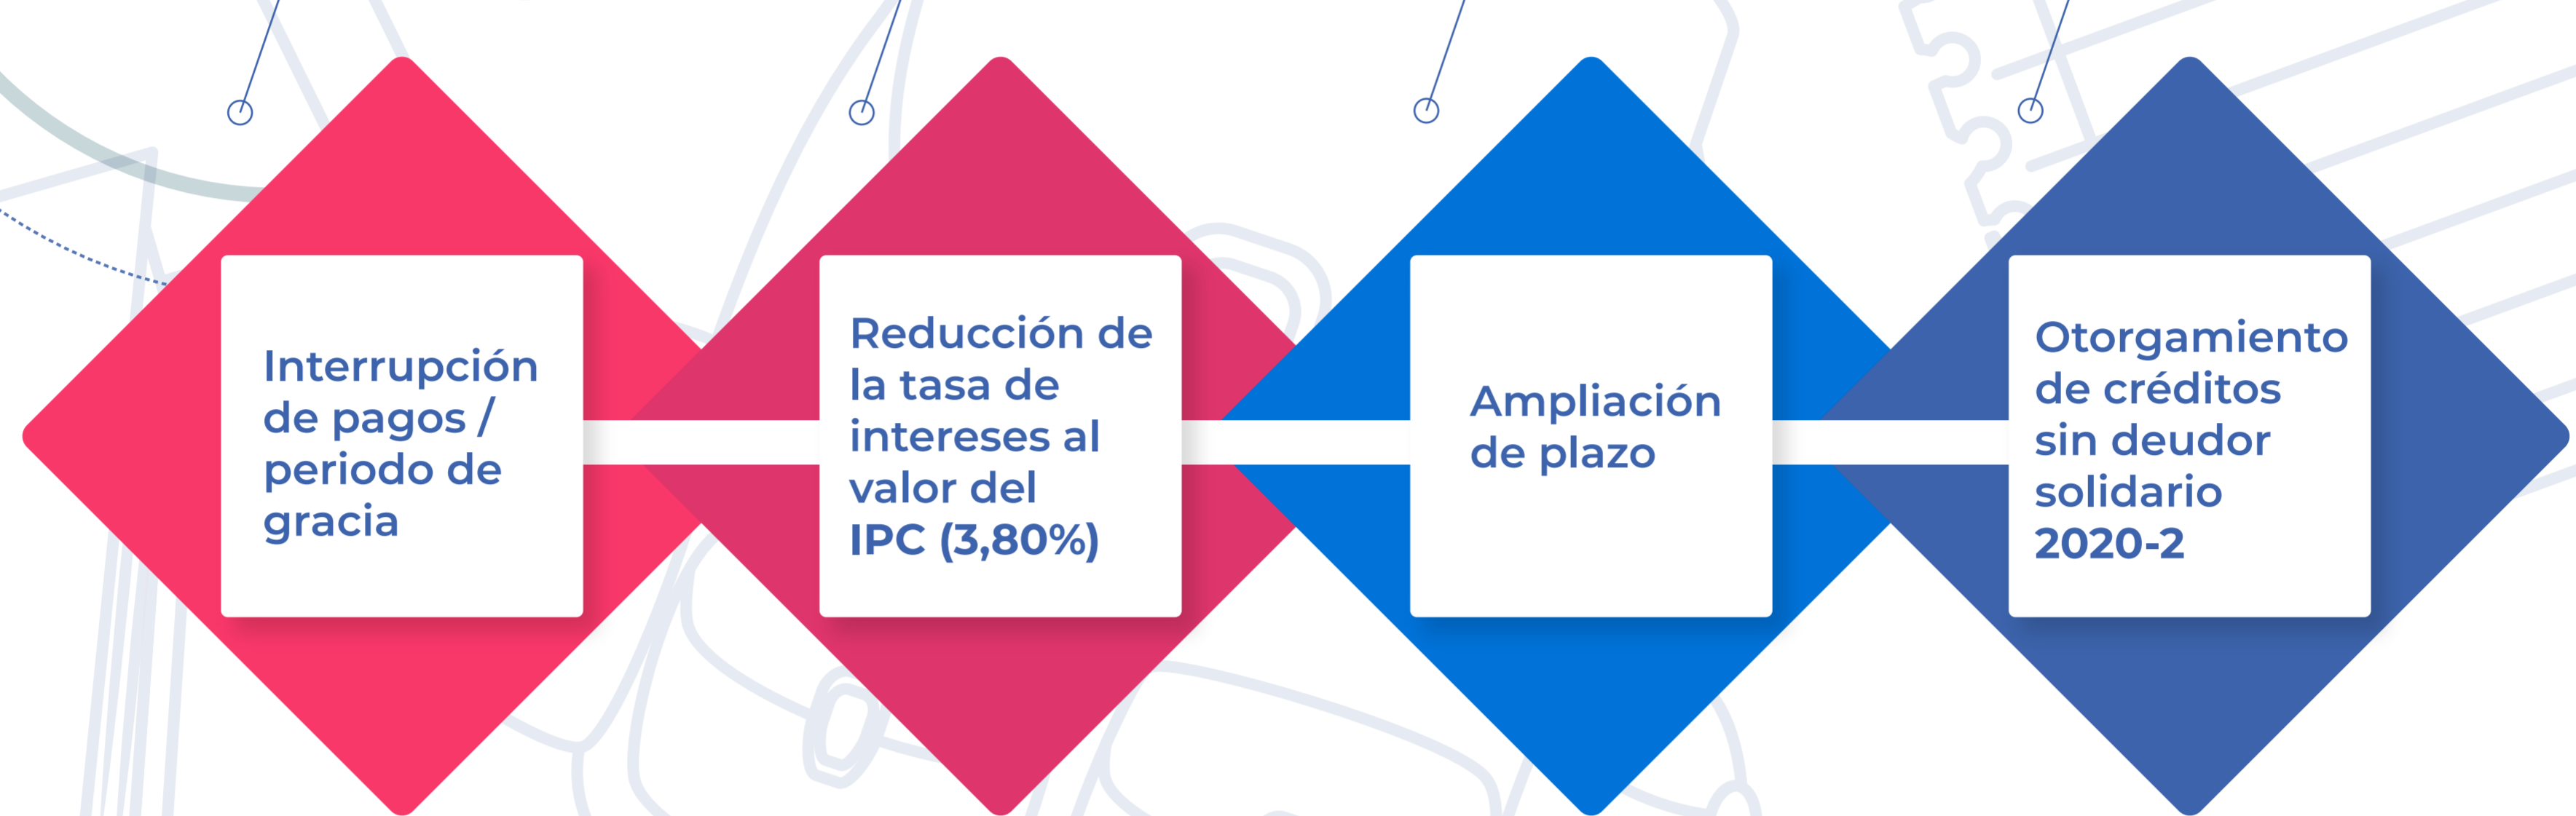 Interrupción
de pagos /
periodo de
gracia
Reducción de
la tasa de
intereses al
valor del
IPC (3,80%)
Ampliación
de plazo
Otorgamiento
de créditos
sin deudor
solidario
2020-2